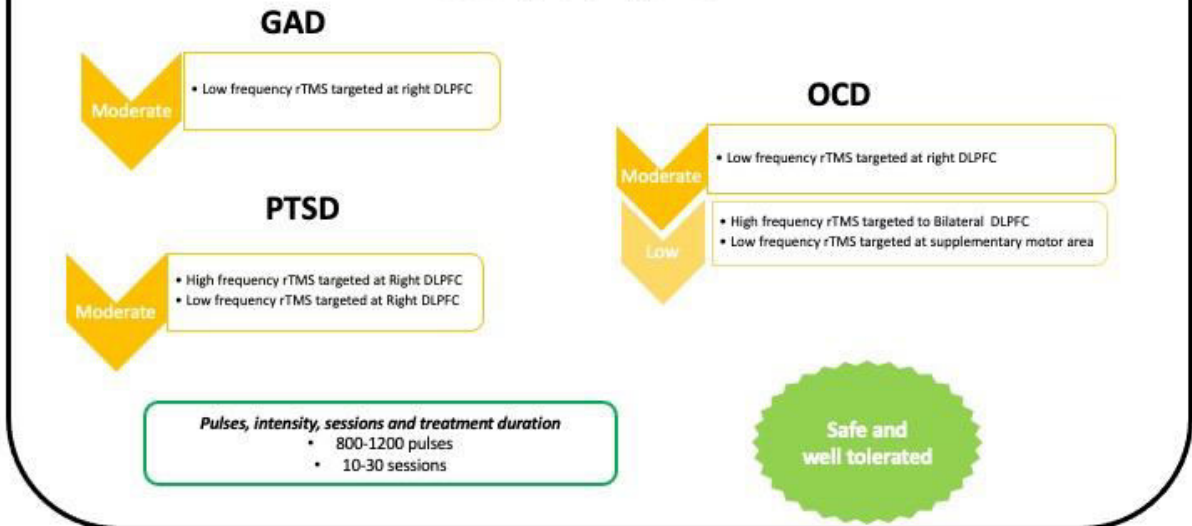 GAD
Moderate
• Low frequency rTMS targeted at right DLPFC
OCD
Moderate
• Low frequency rTMS targeted at right DLPFC
Low
• High frequency rTMS targeted to Bilateral DLPFC
• Low frequency rTMS targeted at supplementary motor area
PTSD
Moderate
• High frequency rTMS targeted at Right DLPFC
• Low frequency rTMS targeted at Right DLPFC
Pulses, intensity, sessions and treatment duration
• 800-1200 pulses
• 10-30 sessions
Safe and
well tolerated